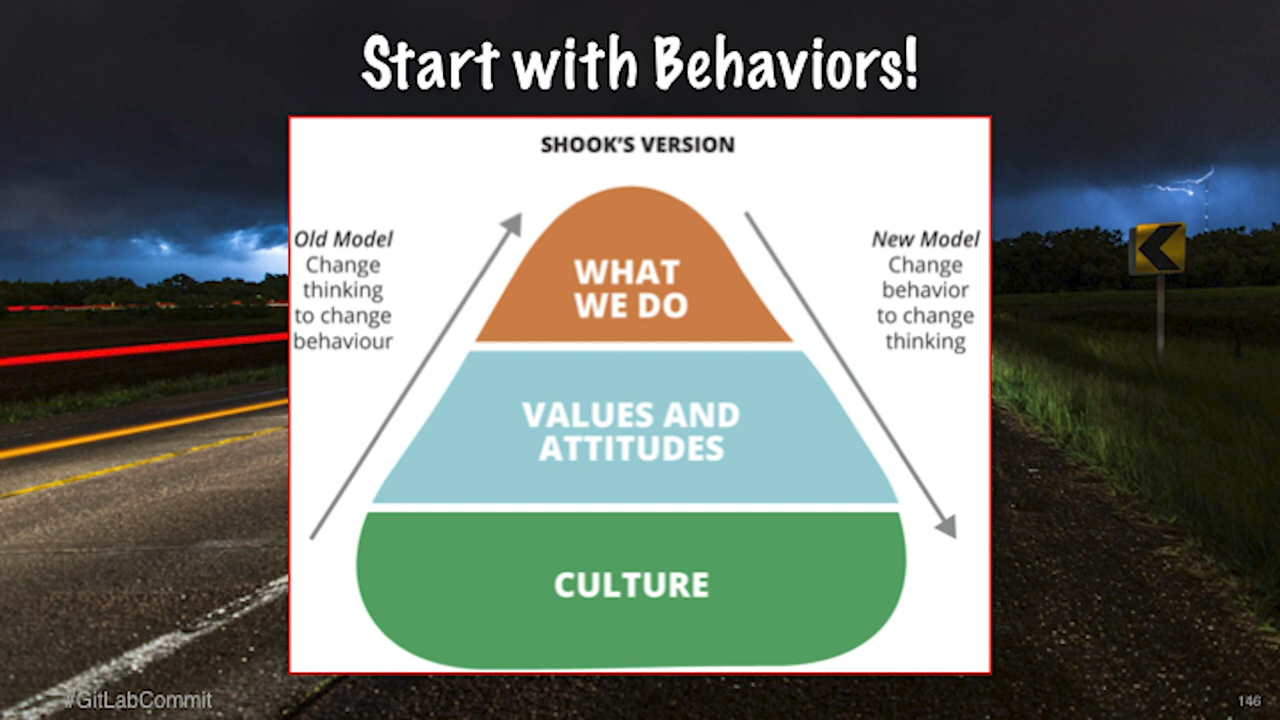 Start with Behaviors!
SHOOK'S VERSION
Old Model
Change
thinking
to change
behaviour
New Model
Change
behavior
to change
thinking
WHAT
WE DO
VALUES AND
ATTITUDES
CULTURE
#GitLabCommit
146